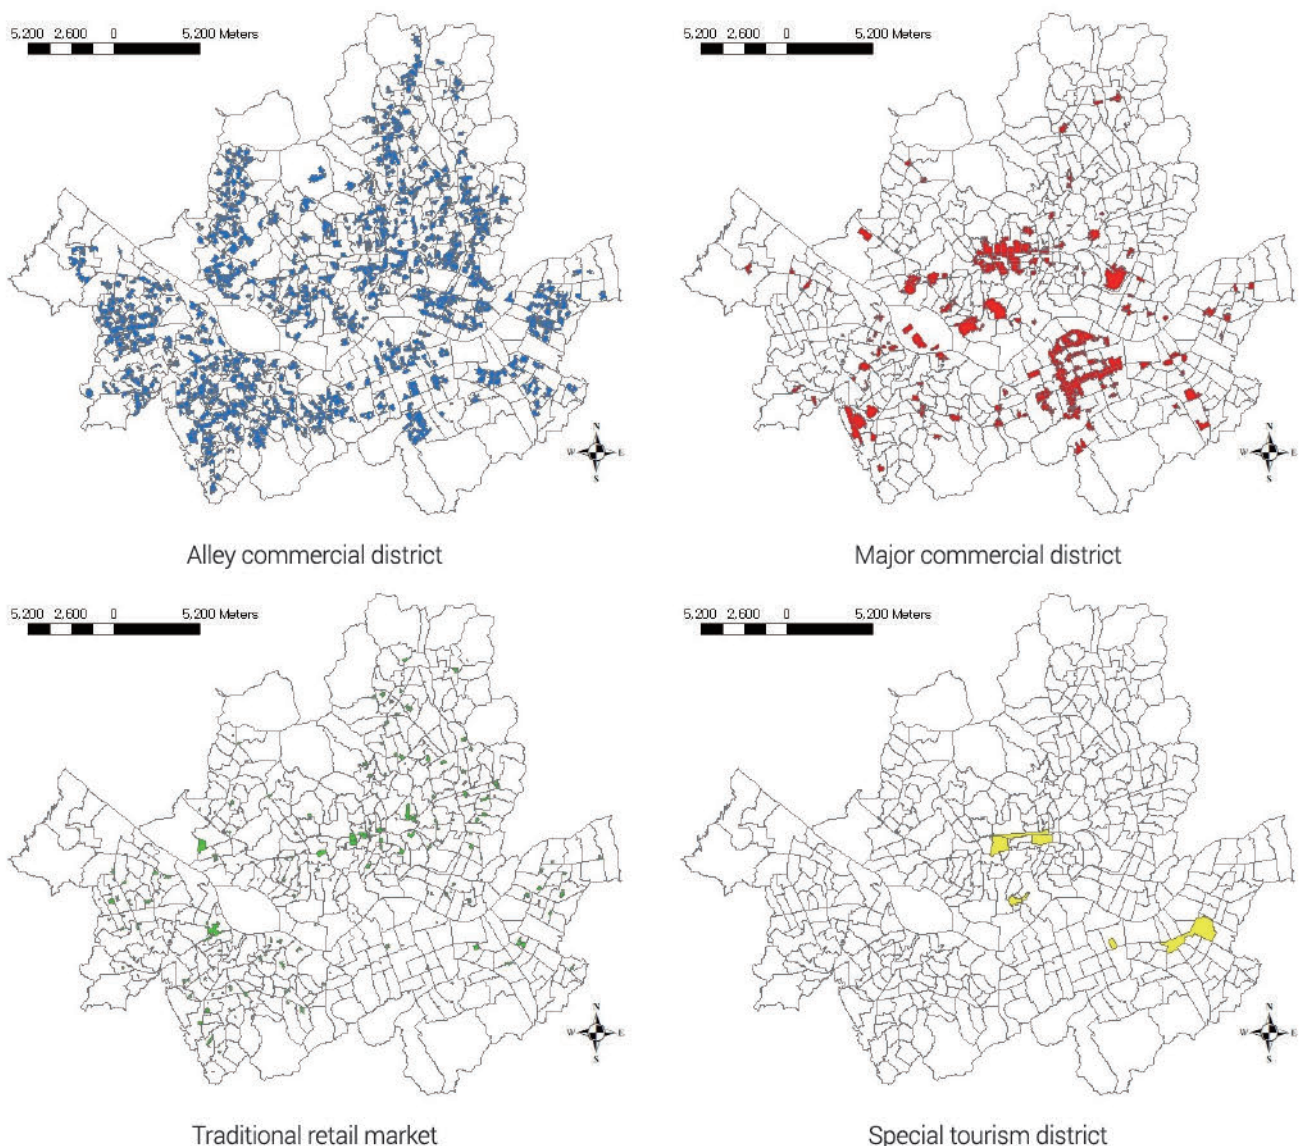 5,200 2,600 0 5,200 Meters
5,200 2,600 0 5,200 Meters
N
W E
S
N
W E
S
Alley commercial district
Major commercial district
5,200 2,600 0 5,200 Meters
5,200 2,600 0 5,200 Meters
N
W E
S
N
W E
S
Traditional retail market
Special tourism district